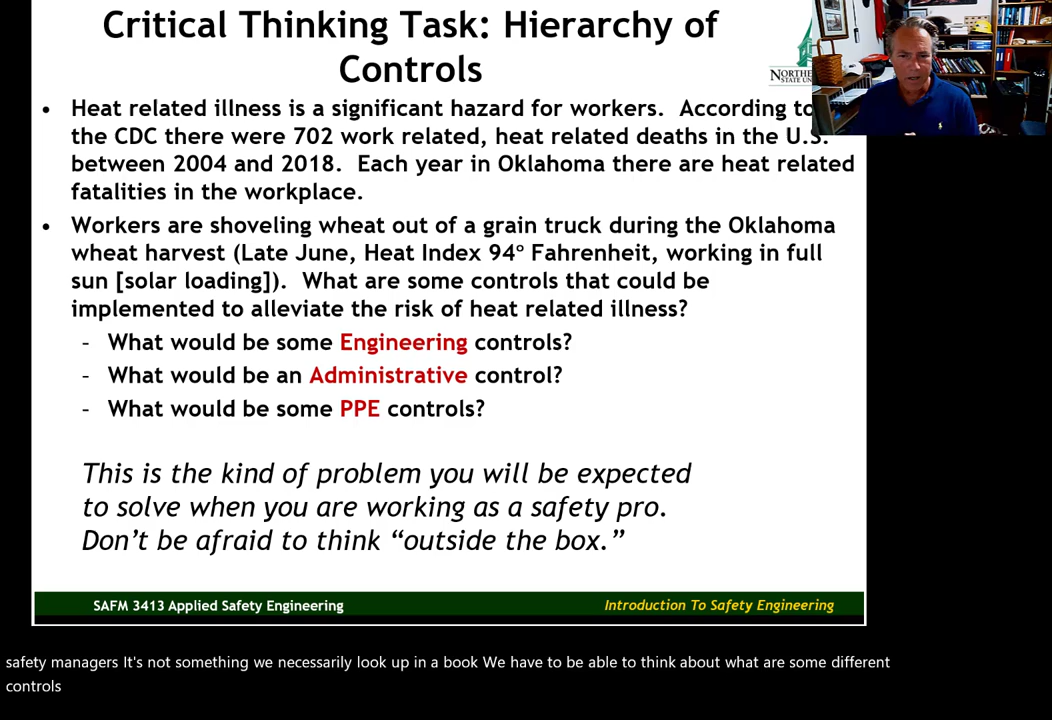 Critical Thinking Task: Hierarchy of
Controls
NORTHE
STATE UN
• Heat related illness is a significant hazard for workers. According to
the CDC there were 702 work related, heat related deaths in the U.S.
between 2004 and 2018. Each year in Oklahoma there are heat related
fatalities in the workplace.
• Workers are shoveling wheat out of a grain truck during the Oklahoma
wheat harvest (Late June, Heat Index 94° Fahrenheit, working in full
sun [solar loading]). What are some controls that could be
implemented to alleviate the risk of heat related illness?
- What would be some Engineering controls?
- What would be an Administrative control?
- What would be some PPE controls?
This is the kind of problem you will be expected
to solve when you are working as a safety pro.
Don't be afraid to think “outside the box.”
SAFM 3413 Applied Safety Engineering
Introduction To Safety Engineering
safety managers It's not something we necessarily look up in a book We have to be able to think about what are some different
controls